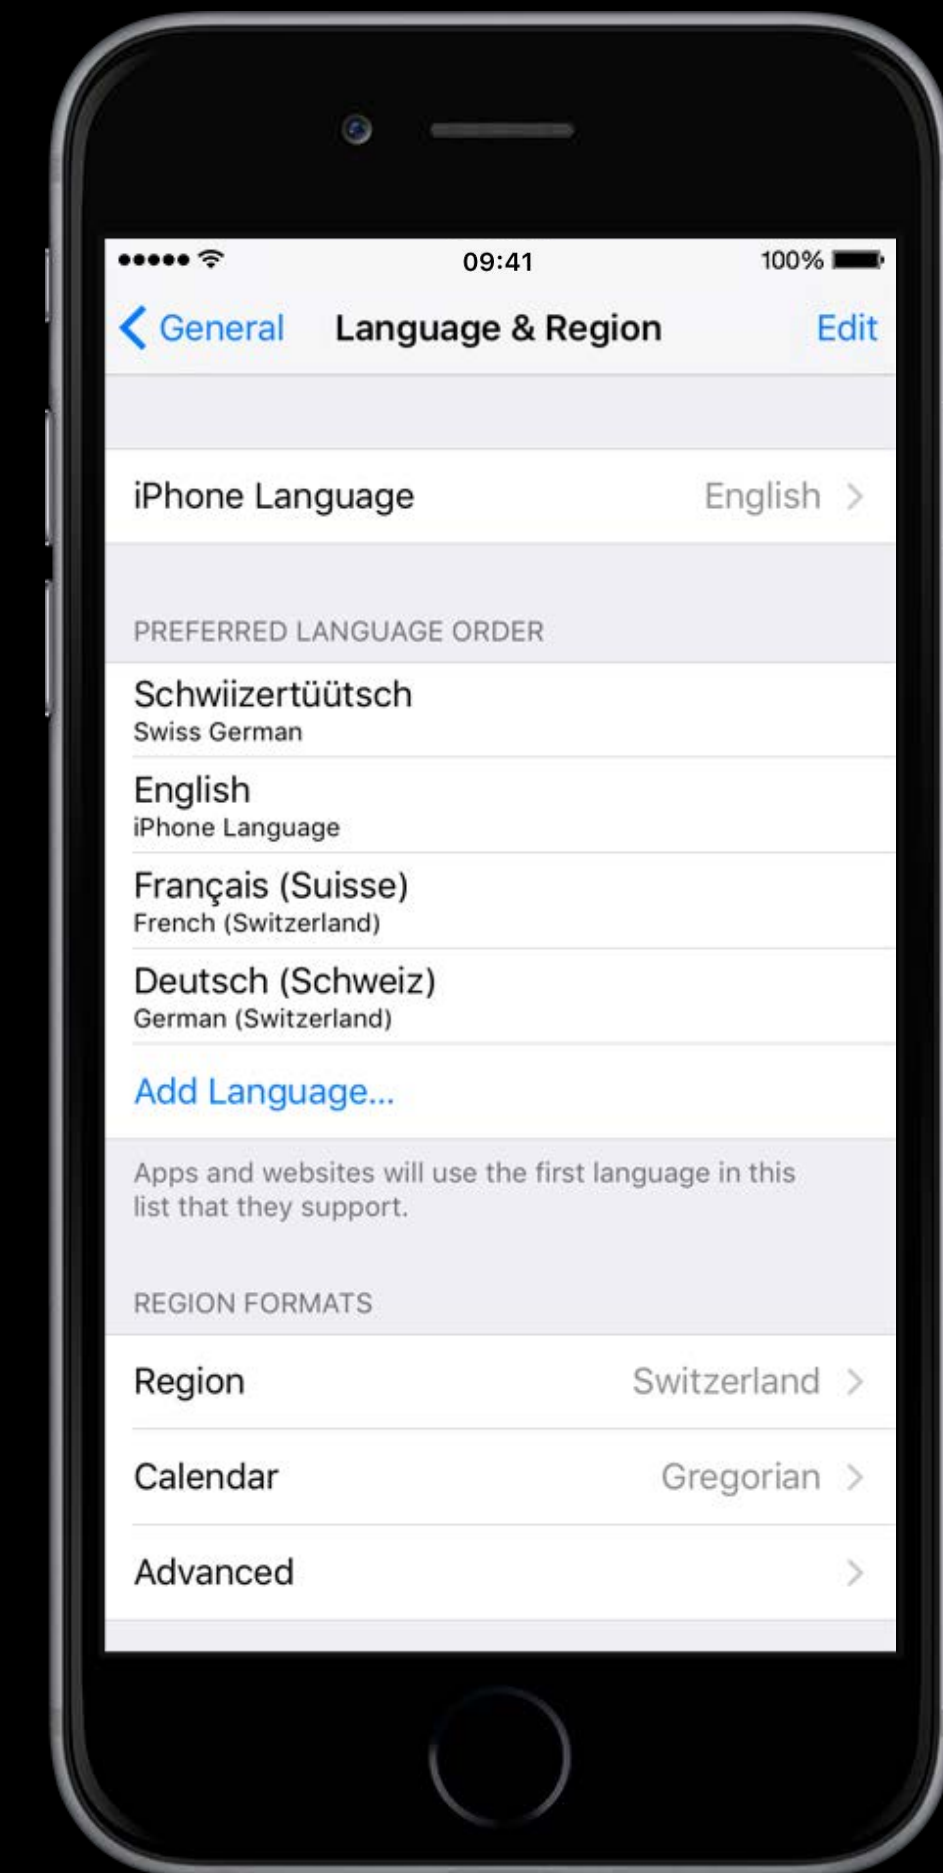 09:41
100%
General Language & Region Edit
iPhone Language English
PREFERRED LANGUAGE ORDER
Schwiizertüütsch
Swiss German
English
iPhone Language
Français (Suisse)
French (Switzerland)
Deutsch (Schweiz)
German (Switzerland)
Add Language...
Apps and websites will use the first language in this
list that they support.
REGION FORMATS
Region Switzerland
Calendar Gregorian
Advanced